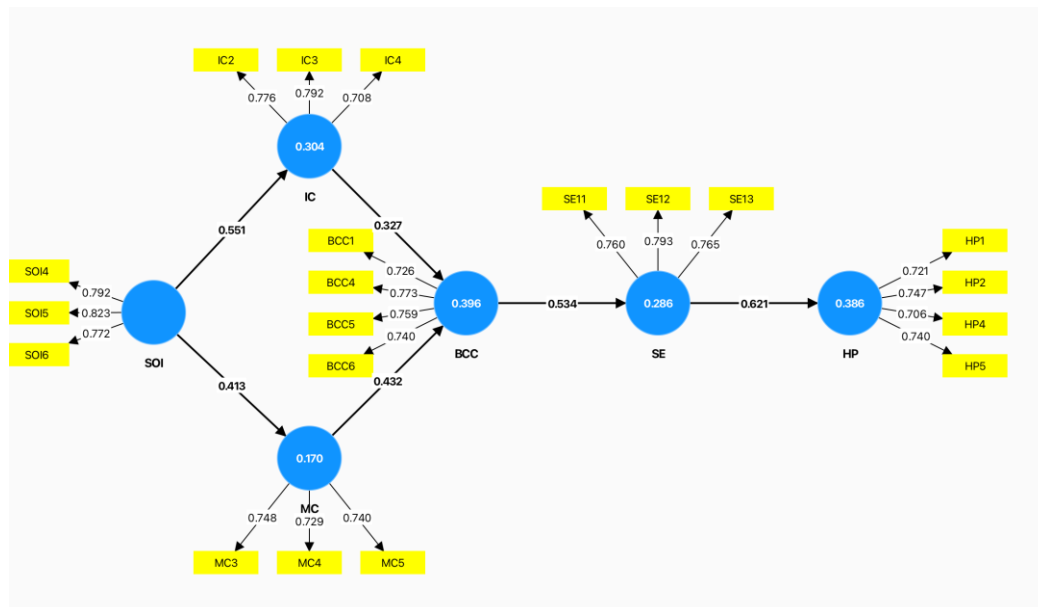 IC2 IC3 IC4
0.776 0.792 0.708
0.304
IC
0.551
0.327
SOI4
SOI5
SOI6
0.792
0.823
0.772
SOI
BCC1
BCC4
BCC5
BCC6
0.726
0.773
0.759
0.740
0.396
BCC
0.413
0.432
0.170
MC
0.748 0.729 0.740
MC3 MC4 MC5
0.534
SE11 SE12 SE13
0.760 0.793 0.765
0.286
SE
0.621
0.386
HP
0.721
0.747
0.706
0.740
HP1
HP2
HP4
HP5